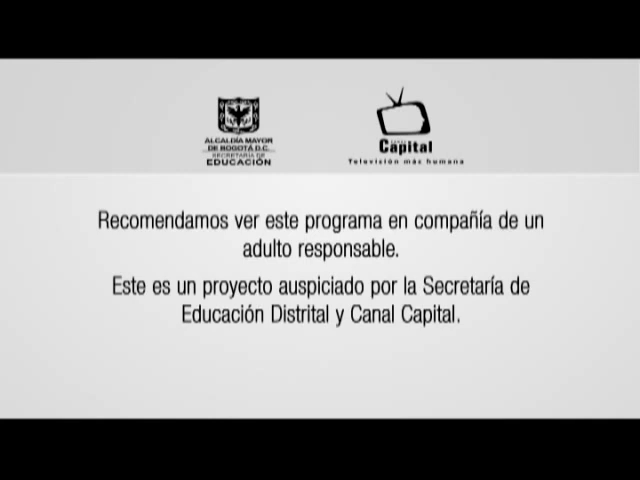 ALCALDÍA MAYOR
DE BOGOTÁ D.C.
SECRETARÍA DE
EDUCACIÓN
Capital
Televisión más humana
Recomendamos ver este programa en compañía de un
adulto responsable.
Este es un proyecto auspiciado por la Secretaría de
Educación Distrital y Canal Capital.